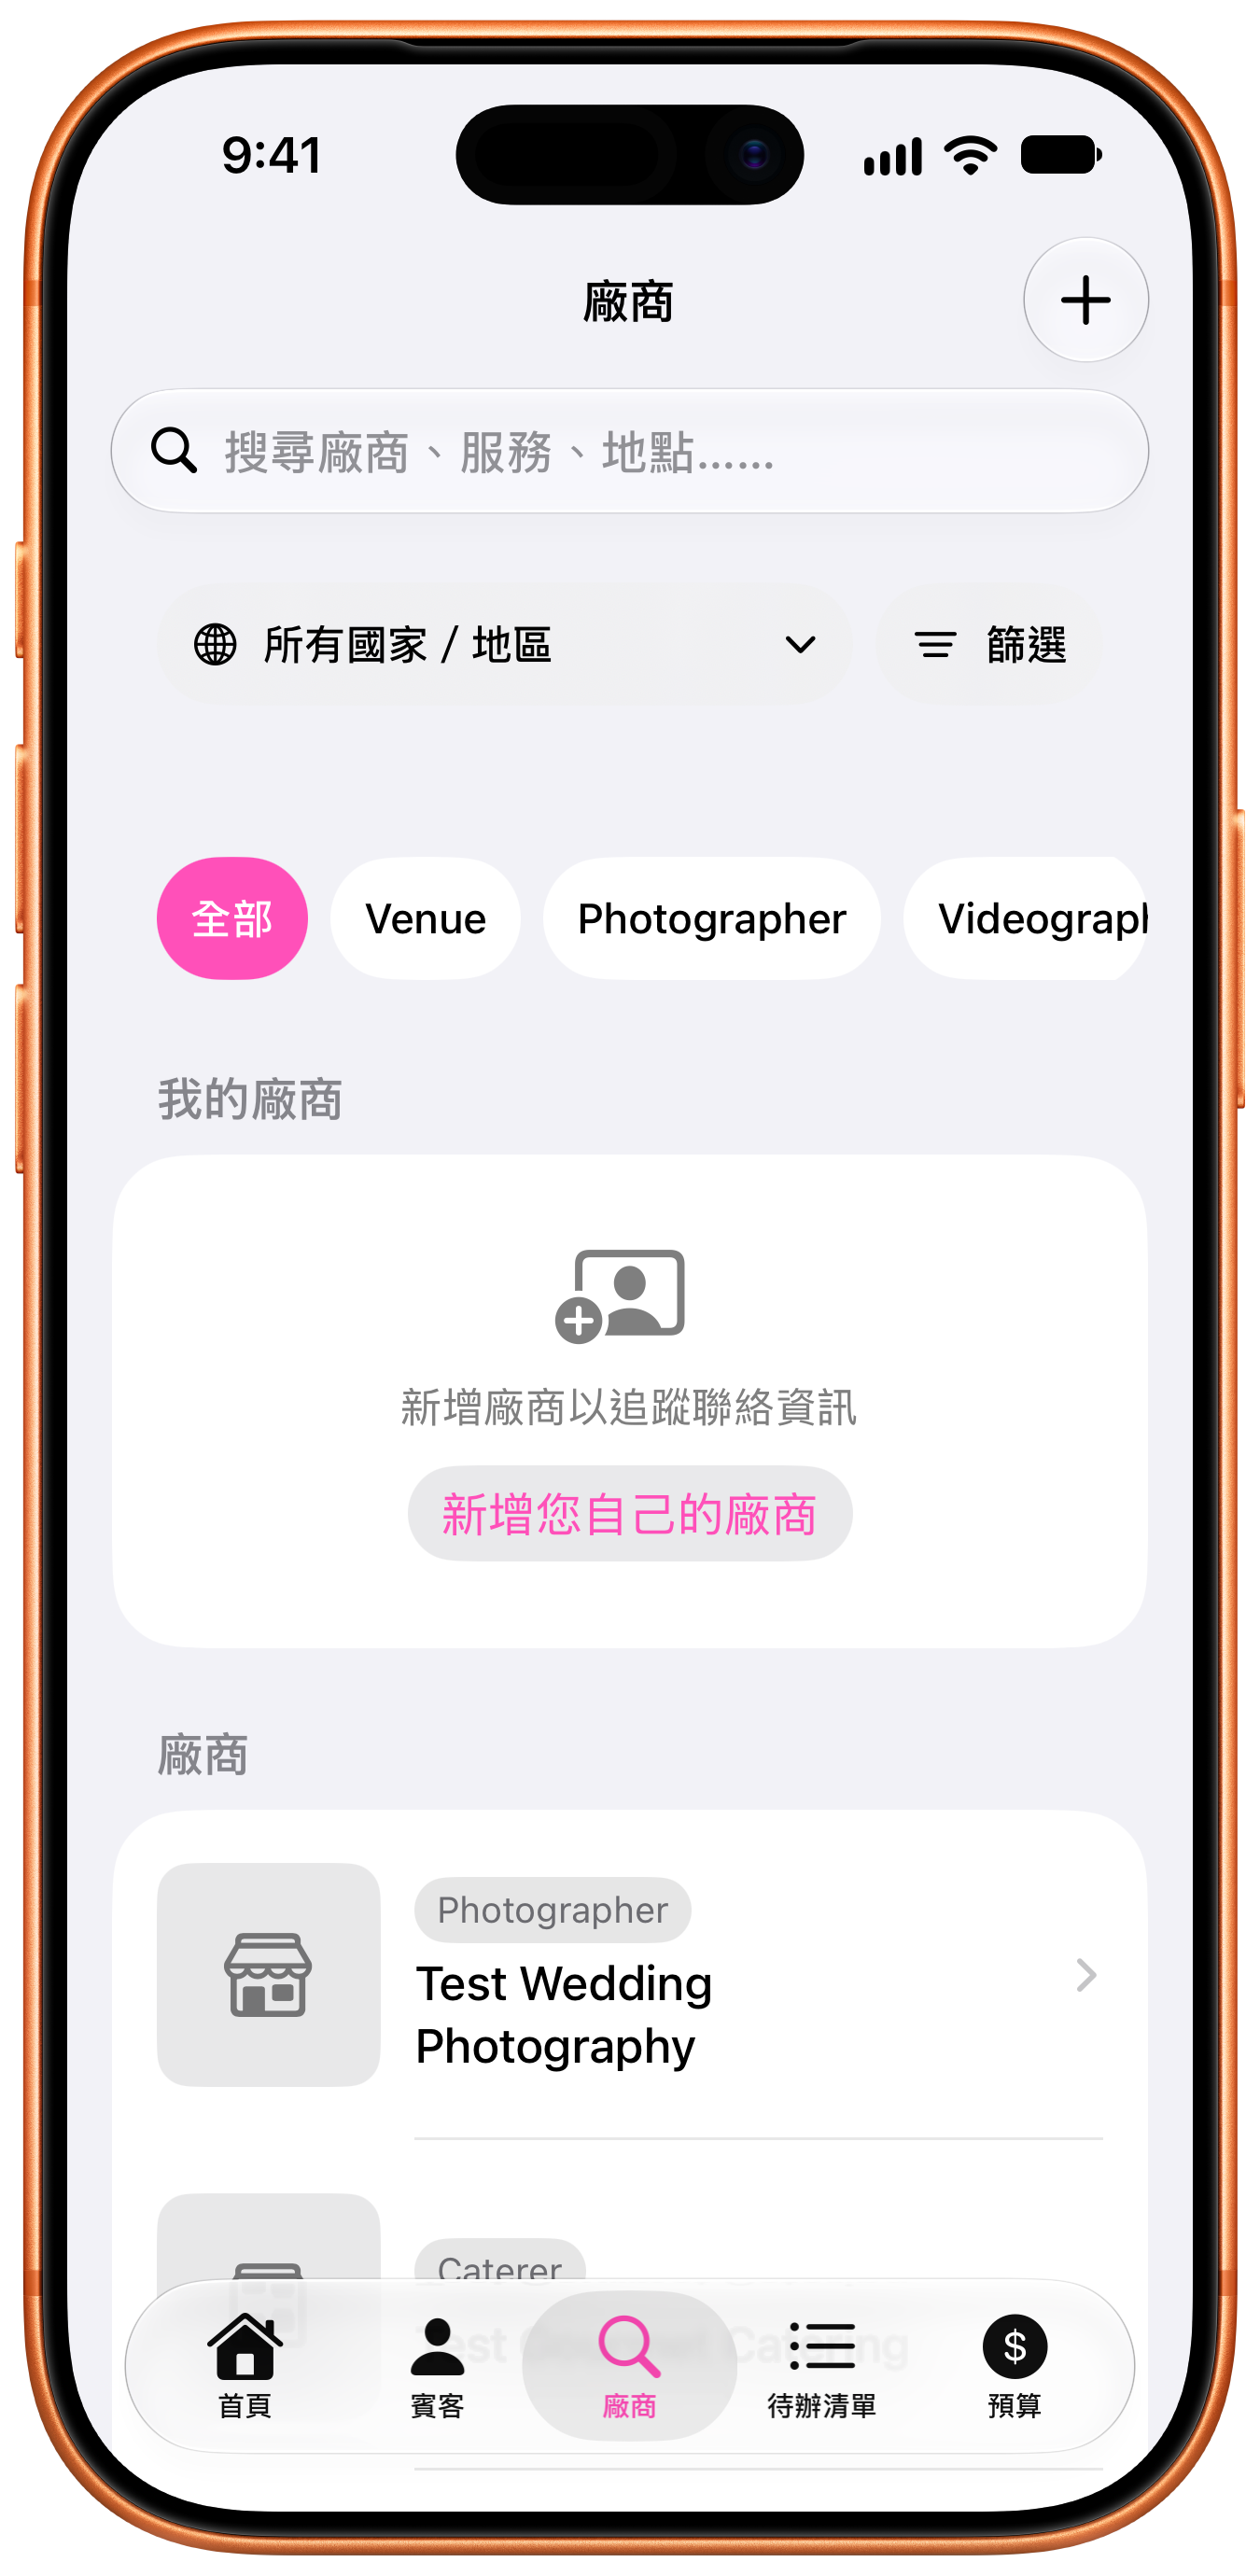 9:41
廠商
搜尋廠商、服務、地點……
所有國家 / 地區
篩選
全部
Venue
Photographer
Videograph
我的廠商
新增廠商以追蹤聯絡資訊
新增您自己的廠商
廠商
Photographer
Test Wedding
Photography
Caterer
Test Catering
首頁
賓客
廠商
待辦清單
預算